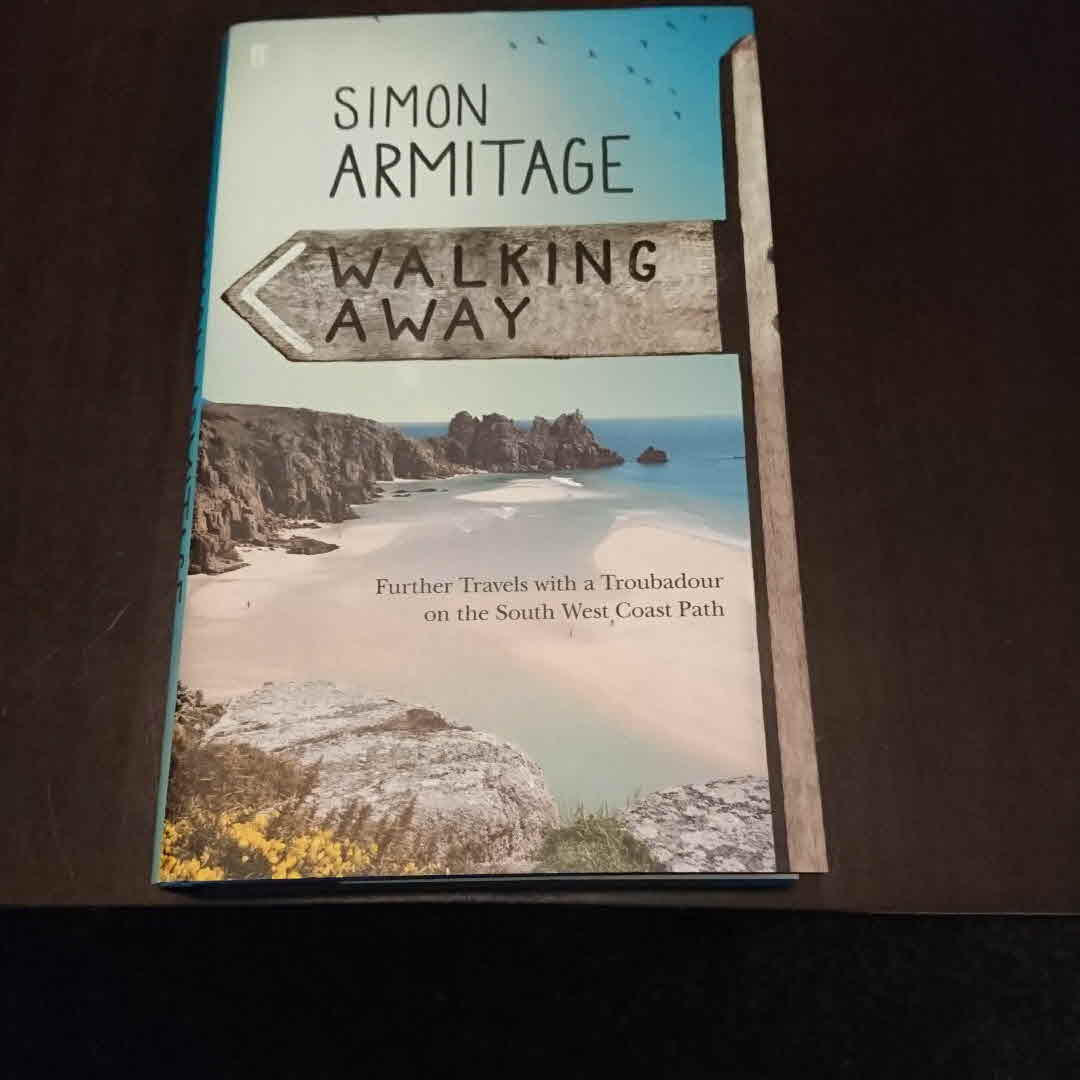 SIMON
ARMITAGE
WALKING
AWAY
Further Travels with a Troubadour
on the South West Coast Path